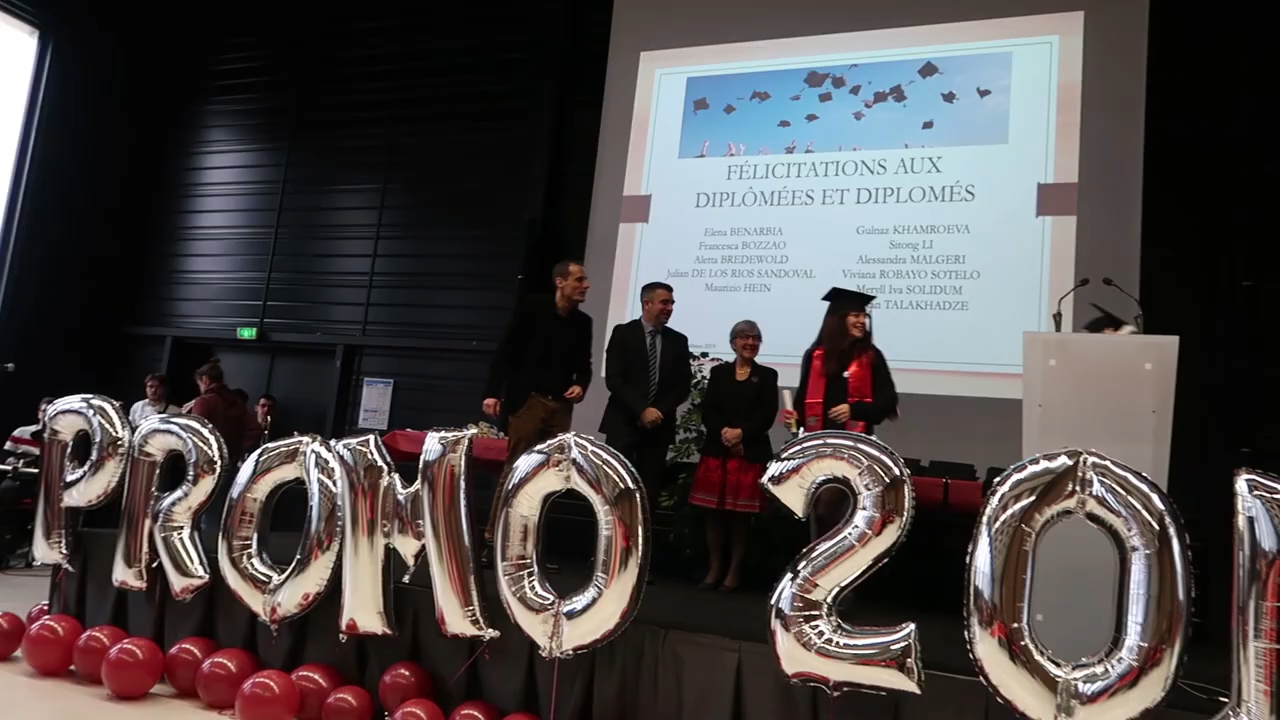 FÉLICITATIONS AUX
DIPLÔMÉES ET DIPLOMÉS
Elena BENARBIA
Francesca BOZZAO
Aletta BREDEWOLD
Julian DE LOS RIOS SANDOVAL
Maurizio HEIN
Gulnaz KHAMROEVA
Sitong LI
Alessandra MALGERI
Viviana ROBAYO SOTELO
Meryll Iva SOLIDUM
TALAKHADZE
PROMO 201